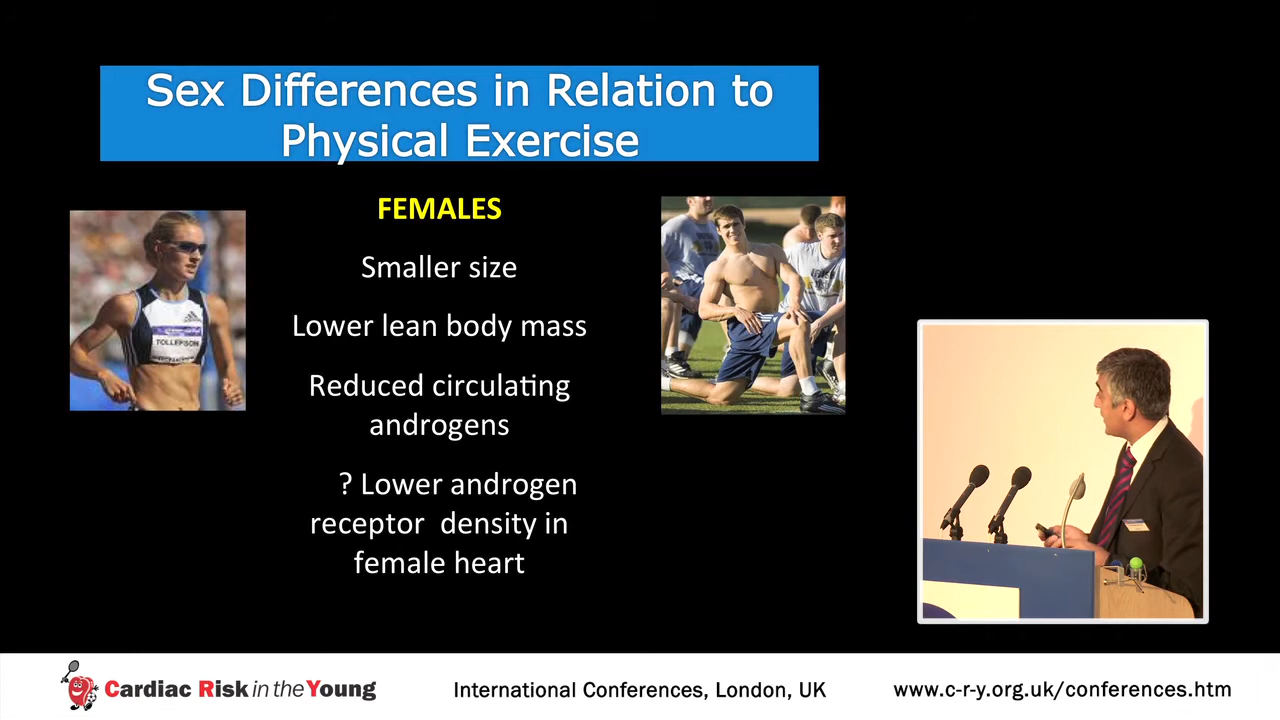 Sex Differences in Relation to
Physical Exercise
FEMALES
Smaller size
Lower lean body mass
Reduced circulating
androgens
? Lower androgen
receptor density in
female heart
TOLLEFSON
Cardiac Risk in the Young
International Conferences, London, UK
www.c-r-y.org.uk/conferences.htm